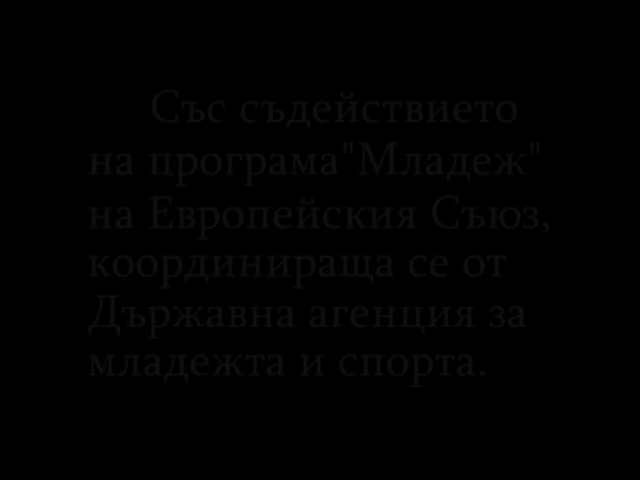 Със съдействието
на програма"Младеж"
на Европейския Съюз,
координираща се от
Държавна агенция за
младежта и спорта.